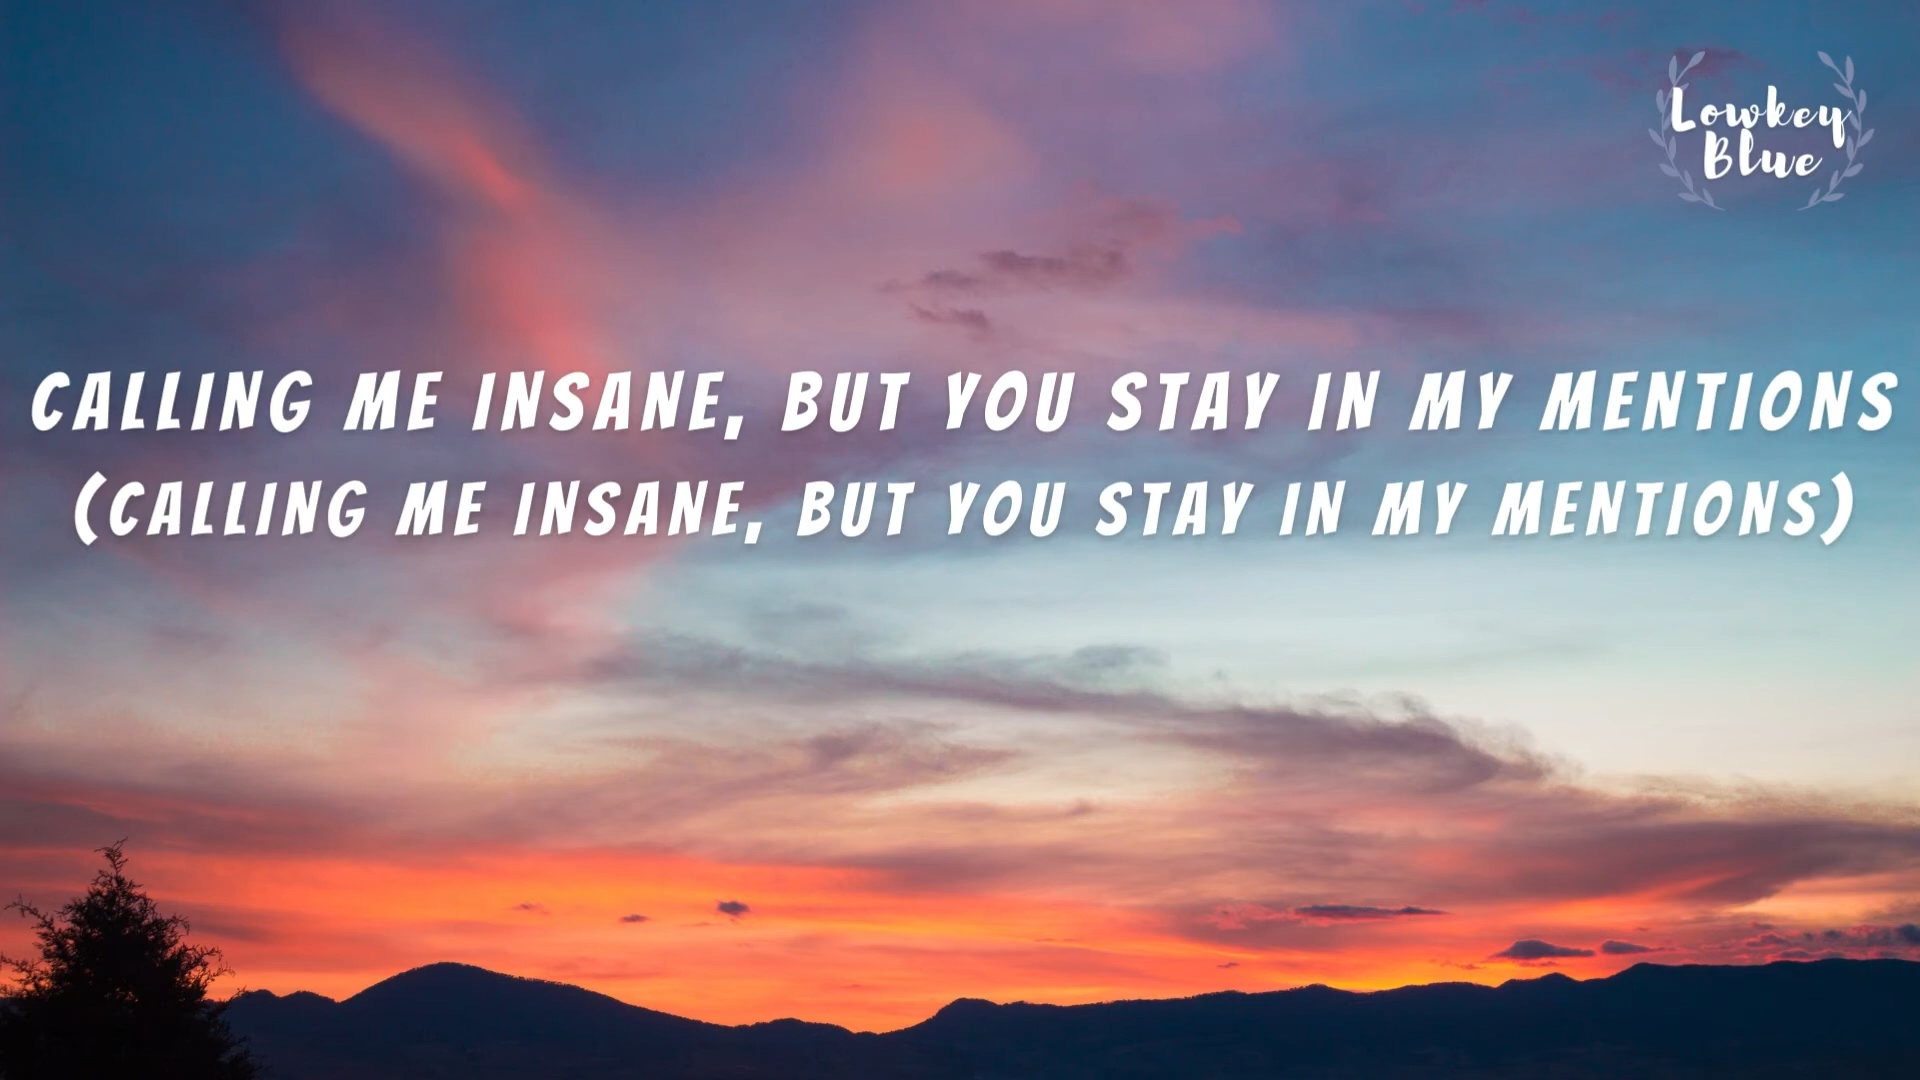 Lowkey
Blue
CALLING ME INSANE, BUT YOU STAY IN MY MENTIONS
(CALLING ME INSANE, BUT YOU STAY IN MY MENTIONS)